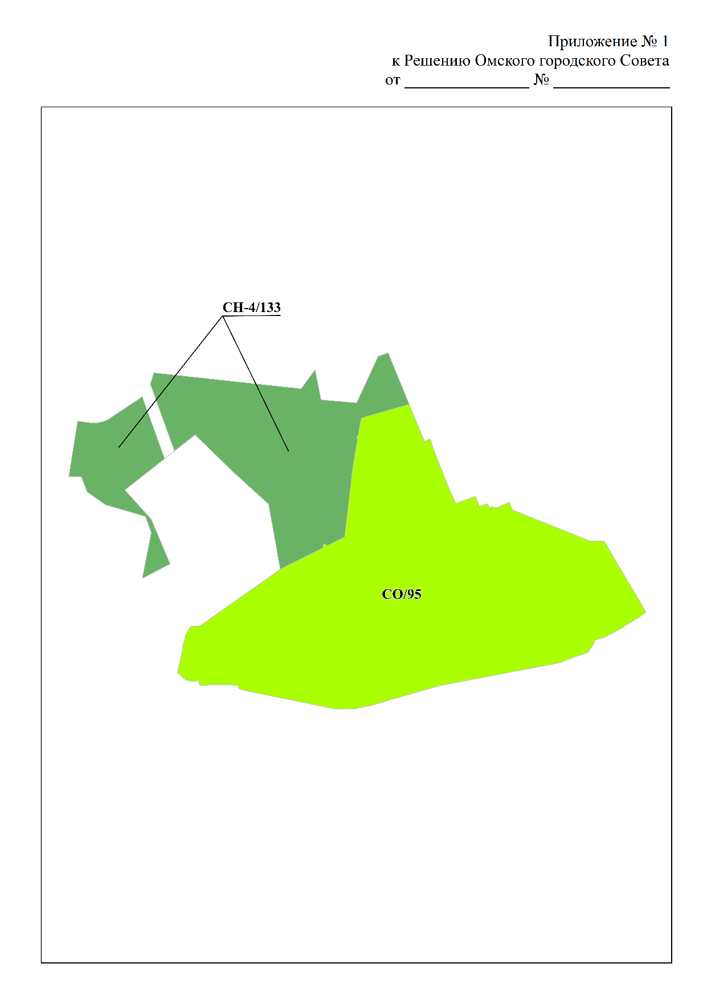 Приложение № 1
к Решению Омского городского Совета
от ________________ № _______________
СН-4/133
СО/95